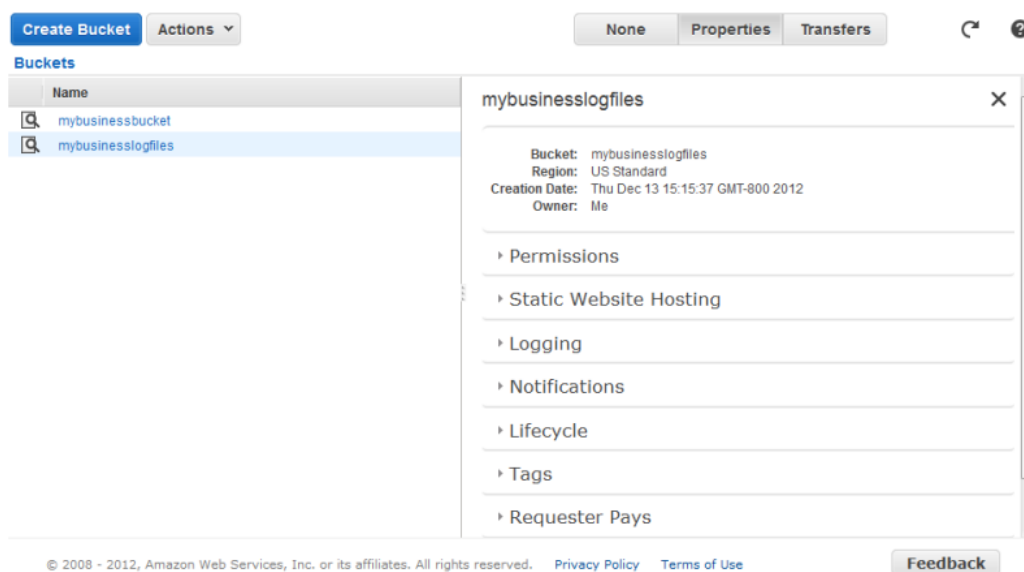 Create Bucket Actions None Properties Transfers
Buckets
Name
mybusinessbucket
mybusinesslogfiles
mybusinesslogfiles
Bucket: mybusinesslogfiles
Region: US Standard
Creation Date: Thu Dec 13 15:15:37 GMT-800 2012
Owner: Me
Permissions
Static Website Hosting
Logging
Notifications
Lifecycle
Tags
Requester Pays
© 2008 - 2012, Amazon Web Services, Inc. or its affiliates. All rights reserved. Privacy Policy Terms of Use Feedback